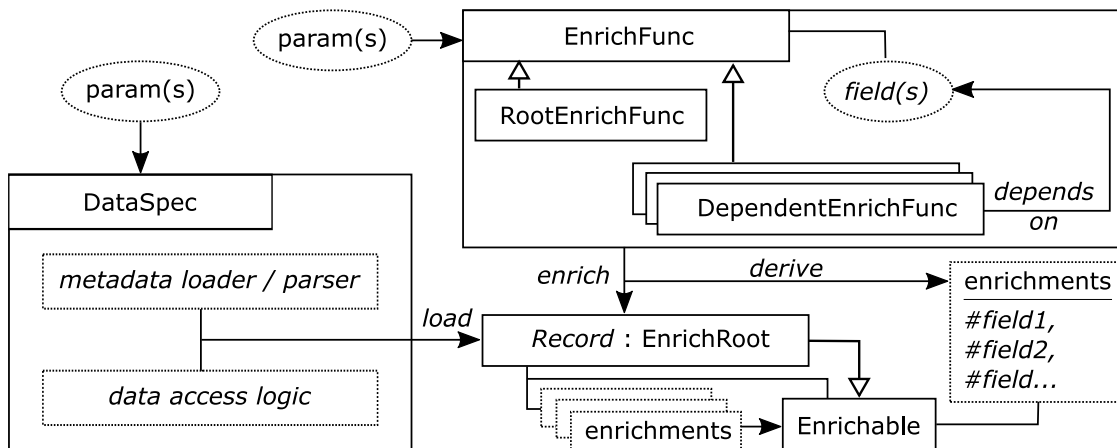 param(s)
EnrichFunc
param(s)
field(s)
RootEnrichFunc
DataSpec
DependentEnrichFunc
depends
on
metadata loader / parser
enrich
derive
enrichments
#field1,
#field2,
#field...
load
Record : EnrichRoot
data access logic
enrichments
Enrichable